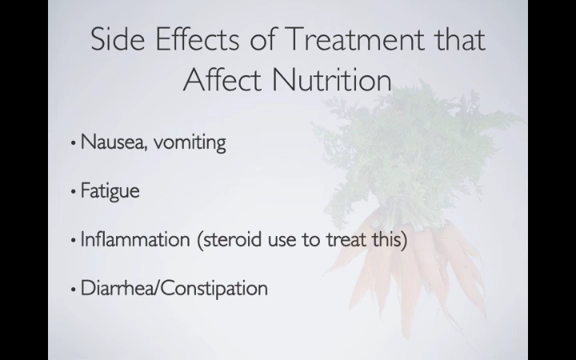 Side Effects of Treatment that
Affect Nutrition
• Nausea, vomiting
• Fatigue
• Inflammation (steroid use to treat this)
• Diarrhea/Constipation